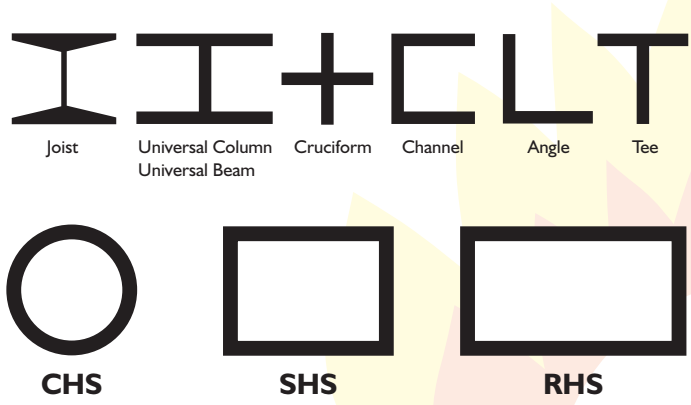 Joist
Universal Column
Universal Beam
Cruciform
Channel
Angle
Tee
CHS
SHS
RHS